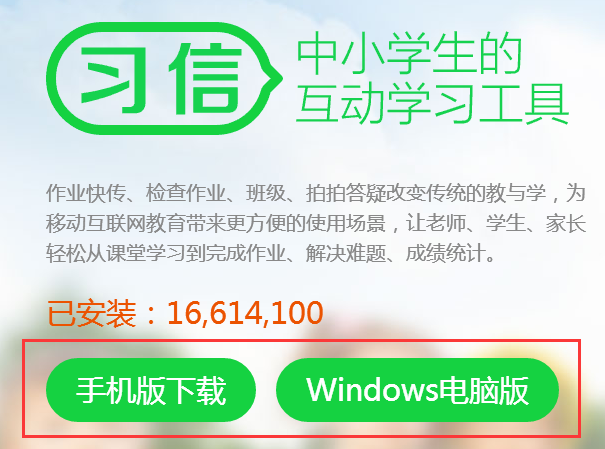 习信
中小学生的
互动学习工具
作业快传、检查作业、班级、拍拍答疑改变传统的教与学，为
移动互联网教育带来更方便的使用场景，让老师、学生、家长
轻松从课堂学习到完成作业、解决难题、成绩统计。
已安装：16,614,100
手机版下载 Windows电脑版